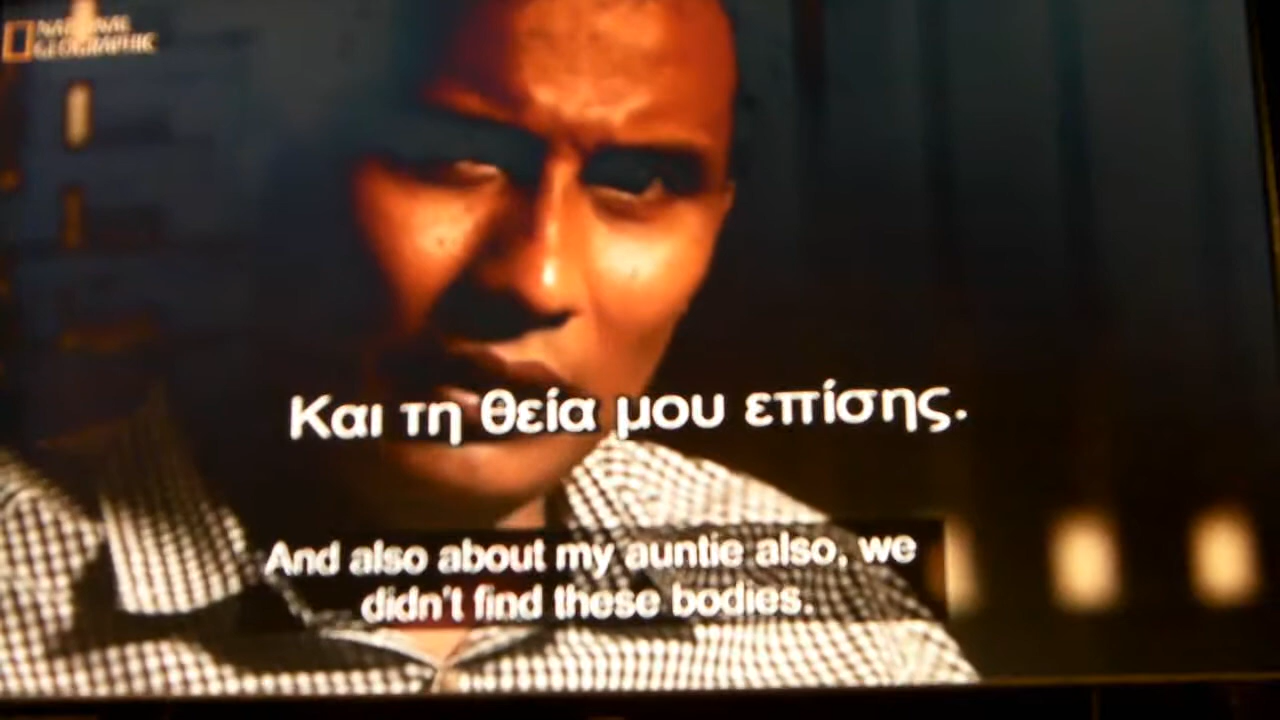 NATIONAL
GEOGRAPHIC
Και τη θεία μου επίσης.
And also about my auntie also, we
didn't find these bodies.